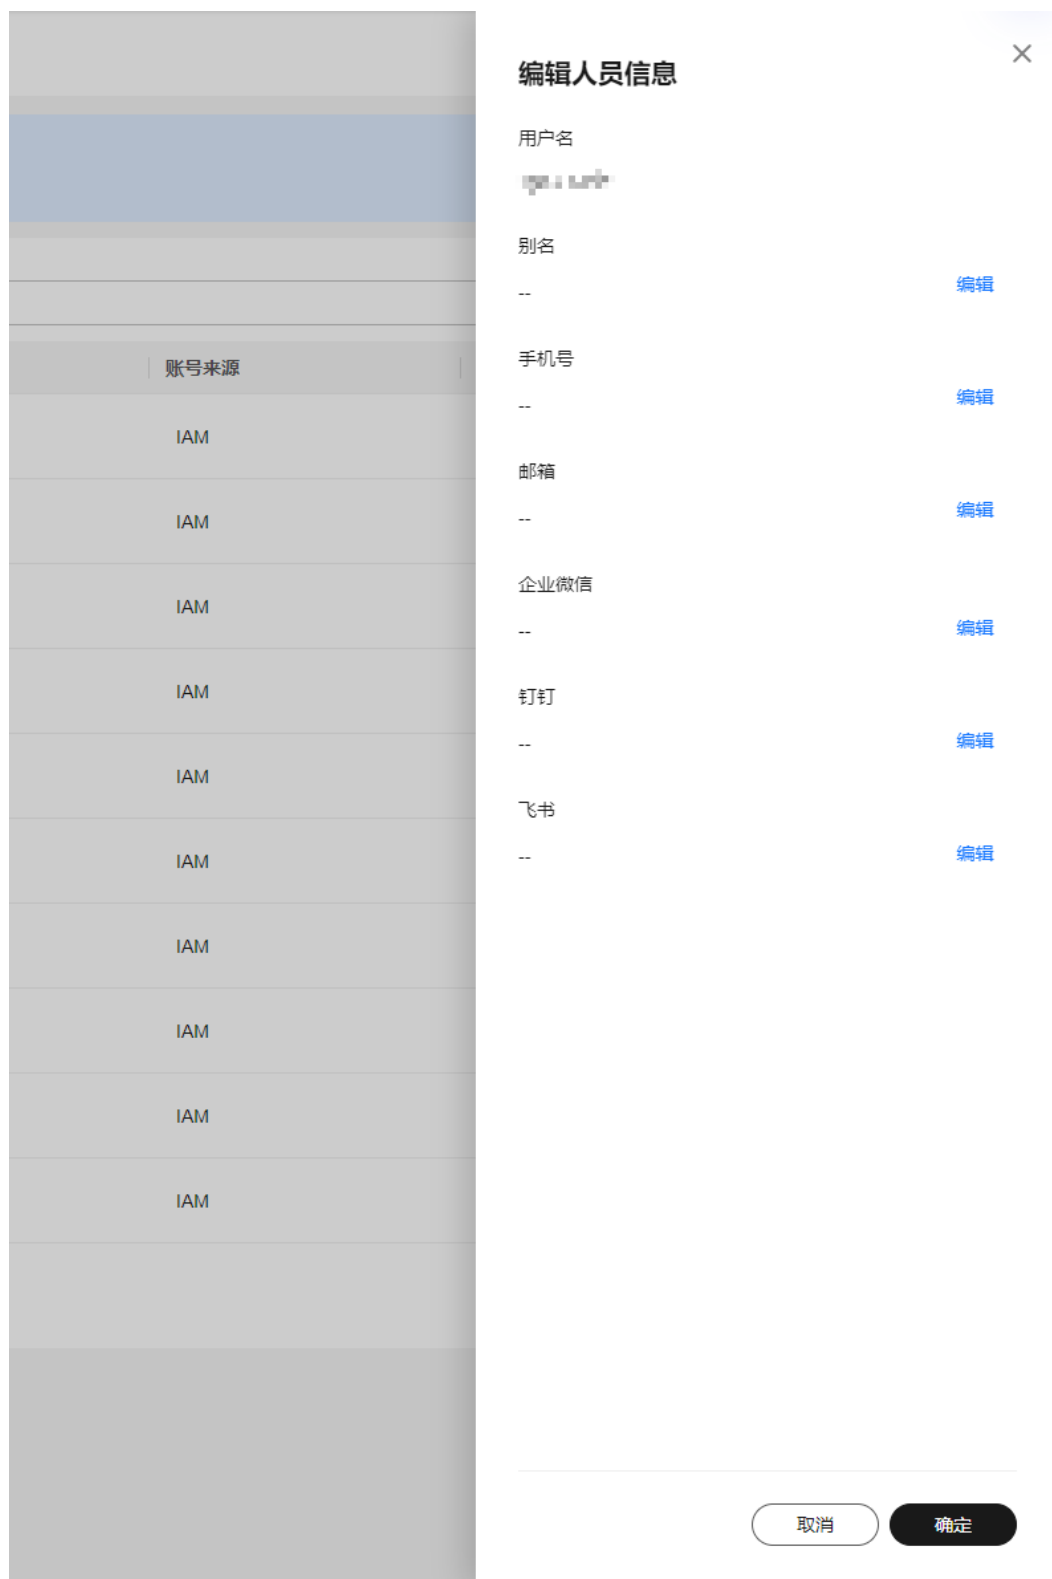 编辑人员信息
用户名
别名
--
编辑
手机号
--
编辑
邮箱
--
编辑
企业微信
--
编辑
钉钉
--
编辑
飞书
--
编辑
取消
确定
账号来源
IAM
IAM
IAM
IAM
IAM
IAM
IAM
IAM
IAM
IAM